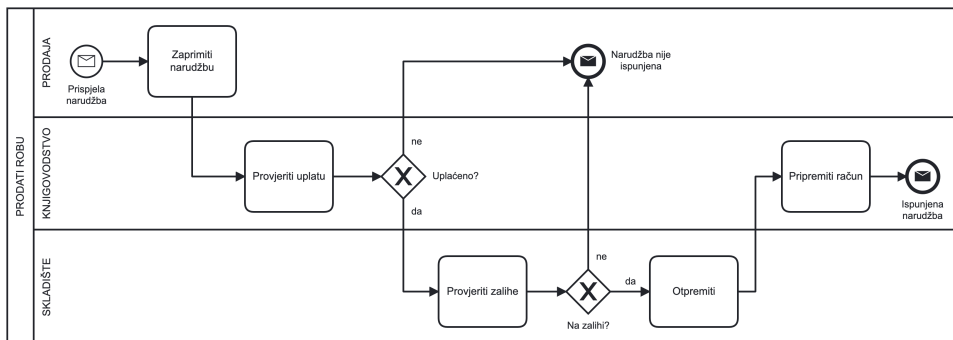 PRODATI ROBU
PRODAJA
Prispjela
narudžba
Zaprimiti
narudžbu
Narudžba nije
ispunjena
KNJIGOVODSTVO
Provjeriti uplatu
ne
Uplaćeno?
da
Pripremiti račun
Ispunjena
narudžba
SKLADIŠTE
Provjeriti zalihe
ne
Na zalihi?
da
Otpremiti